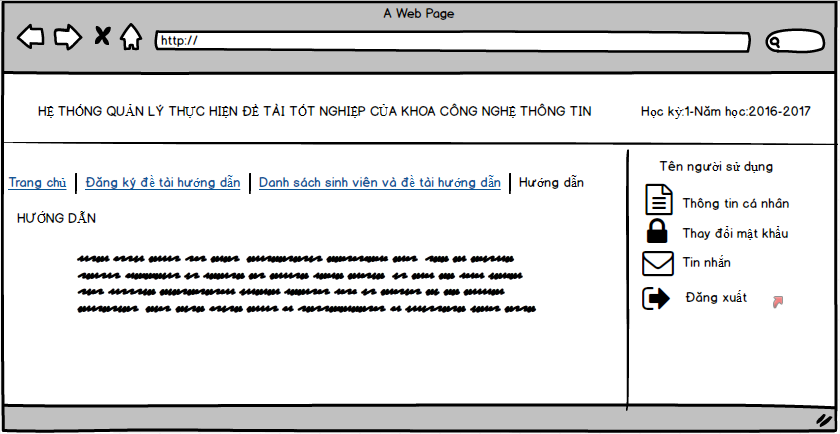 A Web Page
http://
HỆ THỐNG QUẢN LÝ THỰC HIỆN ĐỀ TÀI TỐT NGHIỆP CỦA KHOA CÔNG NGHỆ THÔNG TIN
Học kỳ:1-Năm học:2016-2017
Trang chủ | Đăng ký đề tài hướng dẫn | Danh sách sinh viên và đề tài hướng dẫn | Hướng dẫn
HƯỚNG DẪN
Tên người sử dụng
Thông tin cá nhân
Thay đổi mật khẩu
Tin nhắn
Đăng xuất